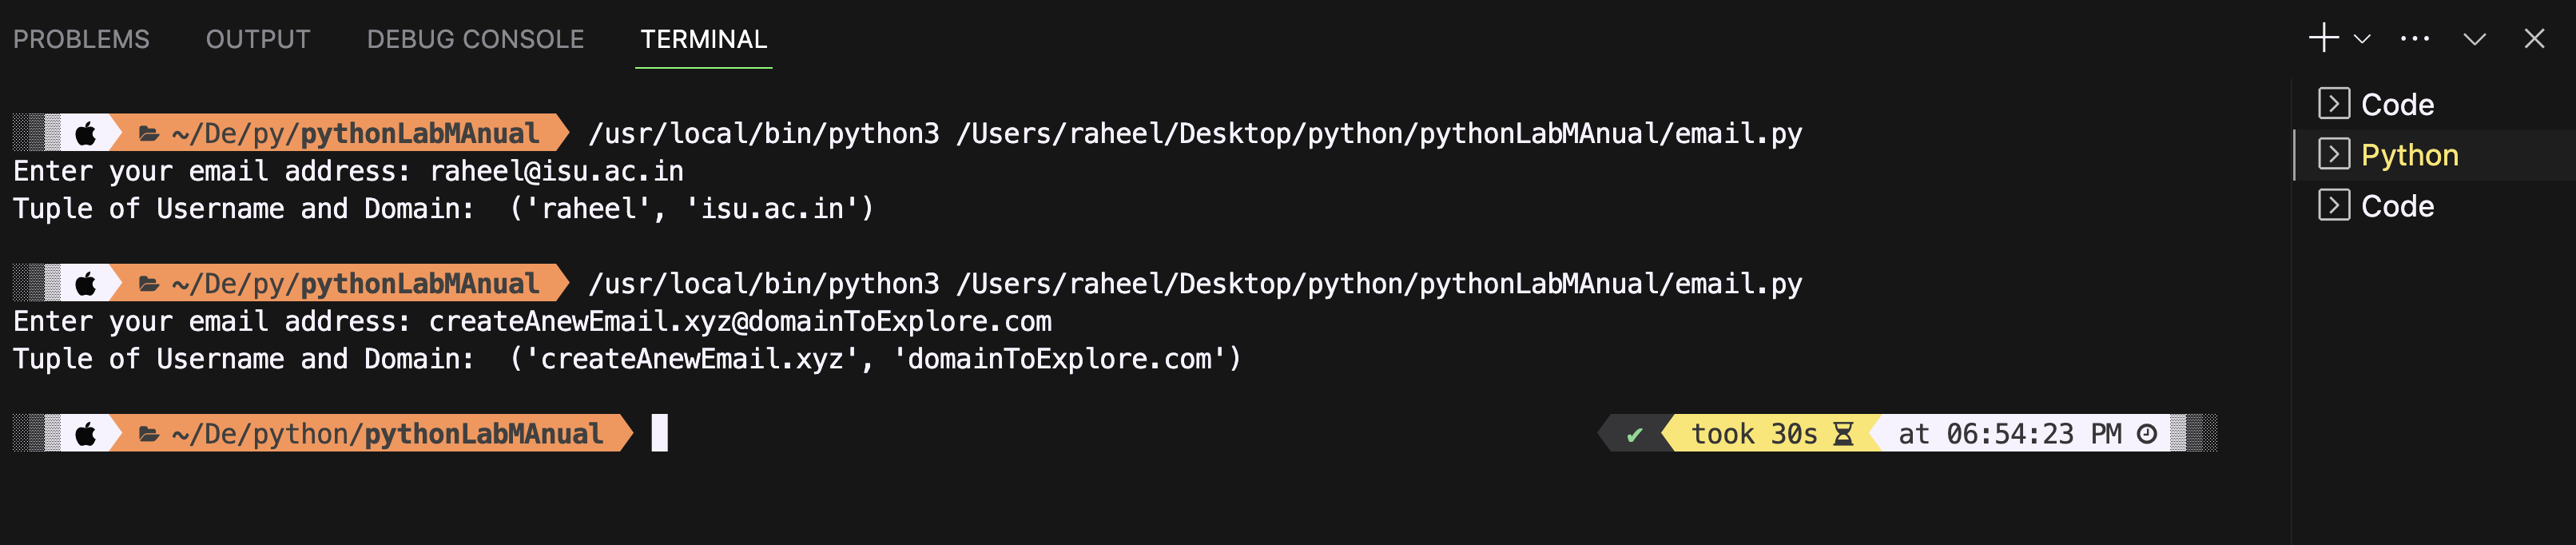 PROBLEMS OUTPUT DEBUG CONSOLE TERMINAL
~/De/py/pythonLabMAnual /usr/local/bin/python3 /Users/raheel/Desktop/python/pythonLabMAnual/email.py
Enter your email address: raheel@isu.ac.in
Tuple of Username and Domain:  ('raheel', 'isu.ac.in')
~/De/py/pythonLabMAnual /usr/local/bin/python3 /Users/raheel/Desktop/python/pythonLabMAnual/email.py
Enter your email address: createAnewEmail.xyz@domainToExplore.com
Tuple of Username and Domain:  ('createAnewEmail.xyz', 'domainToExplore.com')
~/De/python/pythonLabMAnual ✔ took 30s at 06:54:23 PM
Code
Python
Code